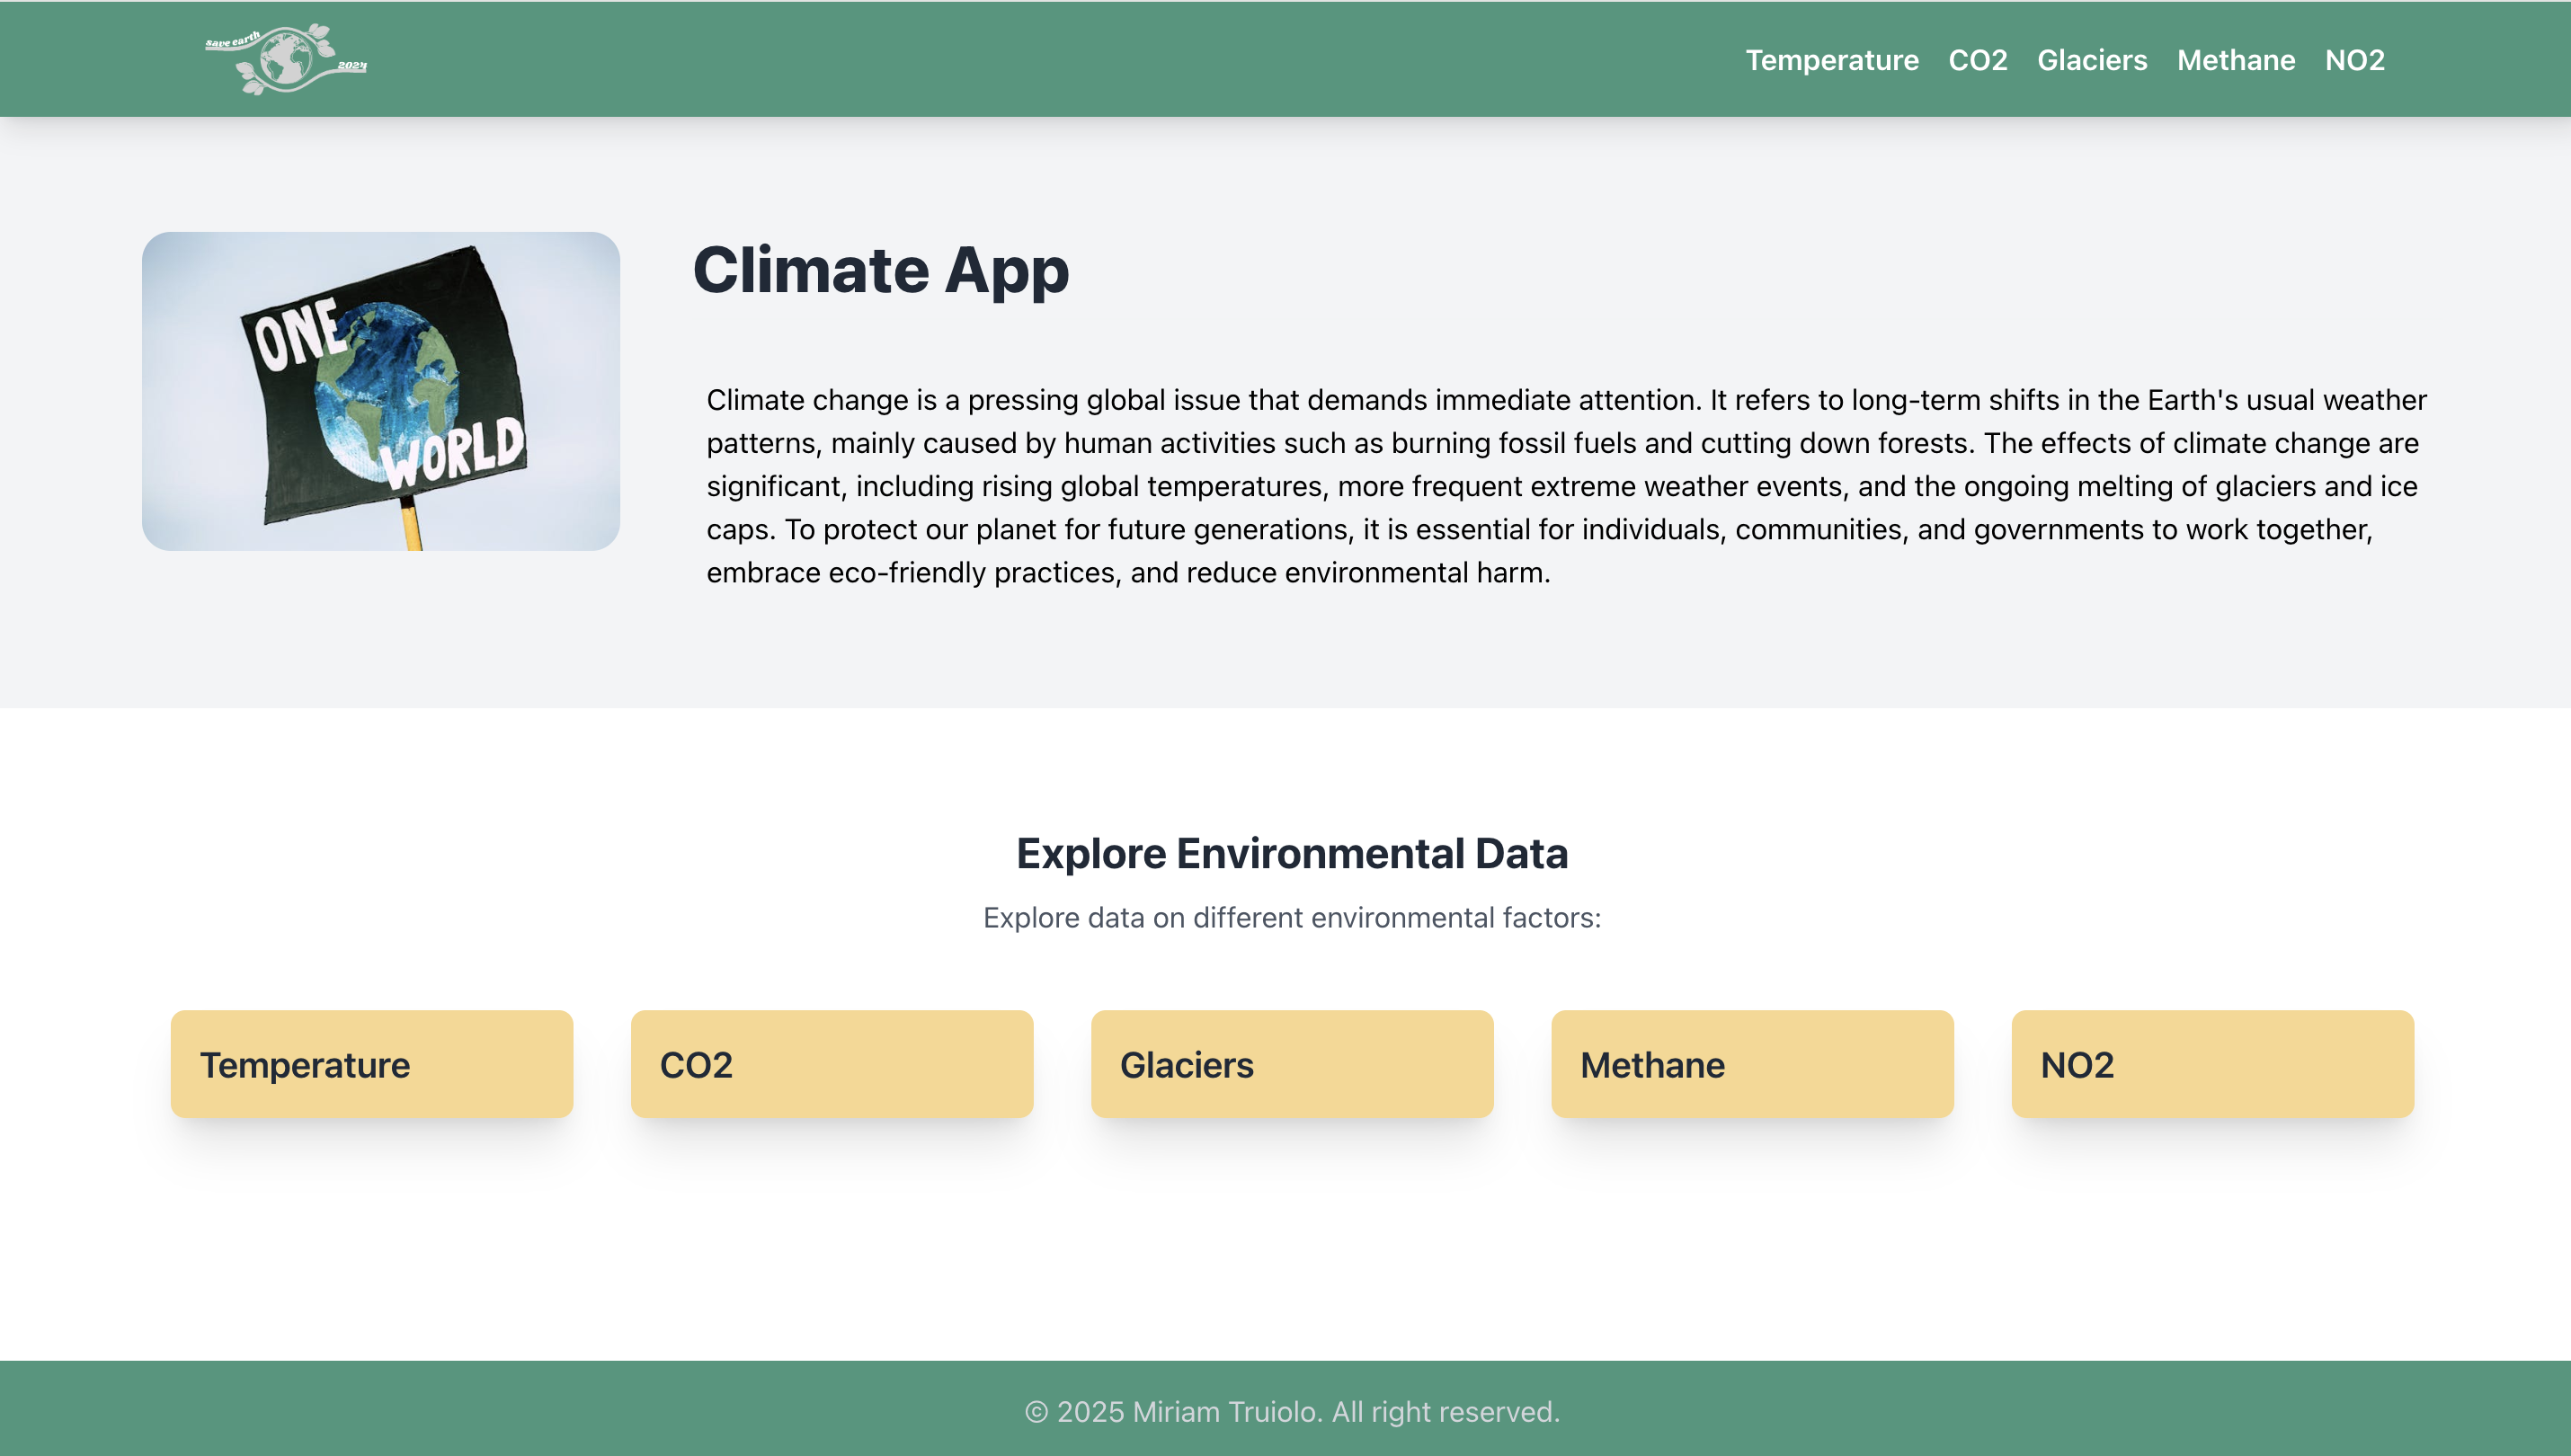 save earth
2024
Temperature CO2 Glaciers Methane NO2
ONE
WORLD
Climate App
Climate change is a pressing global issue that demands immediate attention. It refers to long-term shifts in the Earth's usual weather
patterns, mainly caused by human activities such as burning fossil fuels and cutting down forests. The effects of climate change are
significant, including rising global temperatures, more frequent extreme weather events, and the ongoing melting of glaciers and ice
caps. To protect our planet for future generations, it is essential for individuals, communities, and governments to work together,
embrace eco-friendly practices, and reduce environmental harm.
Explore Environmental Data
Explore data on different environmental factors:
Temperature CO2 Glaciers Methane NO2
© 2025 Miriam Truiolo. All right reserved.